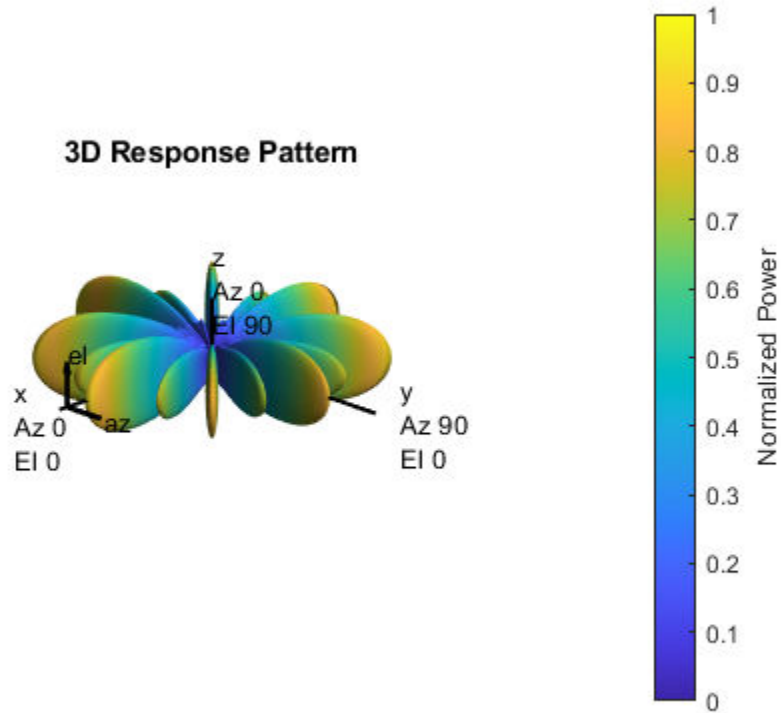 3D Response Pattern
z
Az 0
El 90
el
az
x
Az 0
El 0
y
Az 90
El 0
1
0.9
0.8
0.7
0.6
0.5
0.4
0.3
0.2
0.1
0
Normalized Power